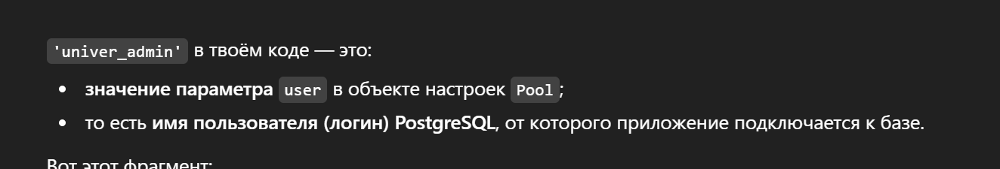 'univer_admin' в твоём коде — это:
• значение параметра user в объекте настроек Pool;
• то есть имя пользователя (логин) PostgreSQL, от которого приложение подключается к базе.
Вот этот фрагмент: